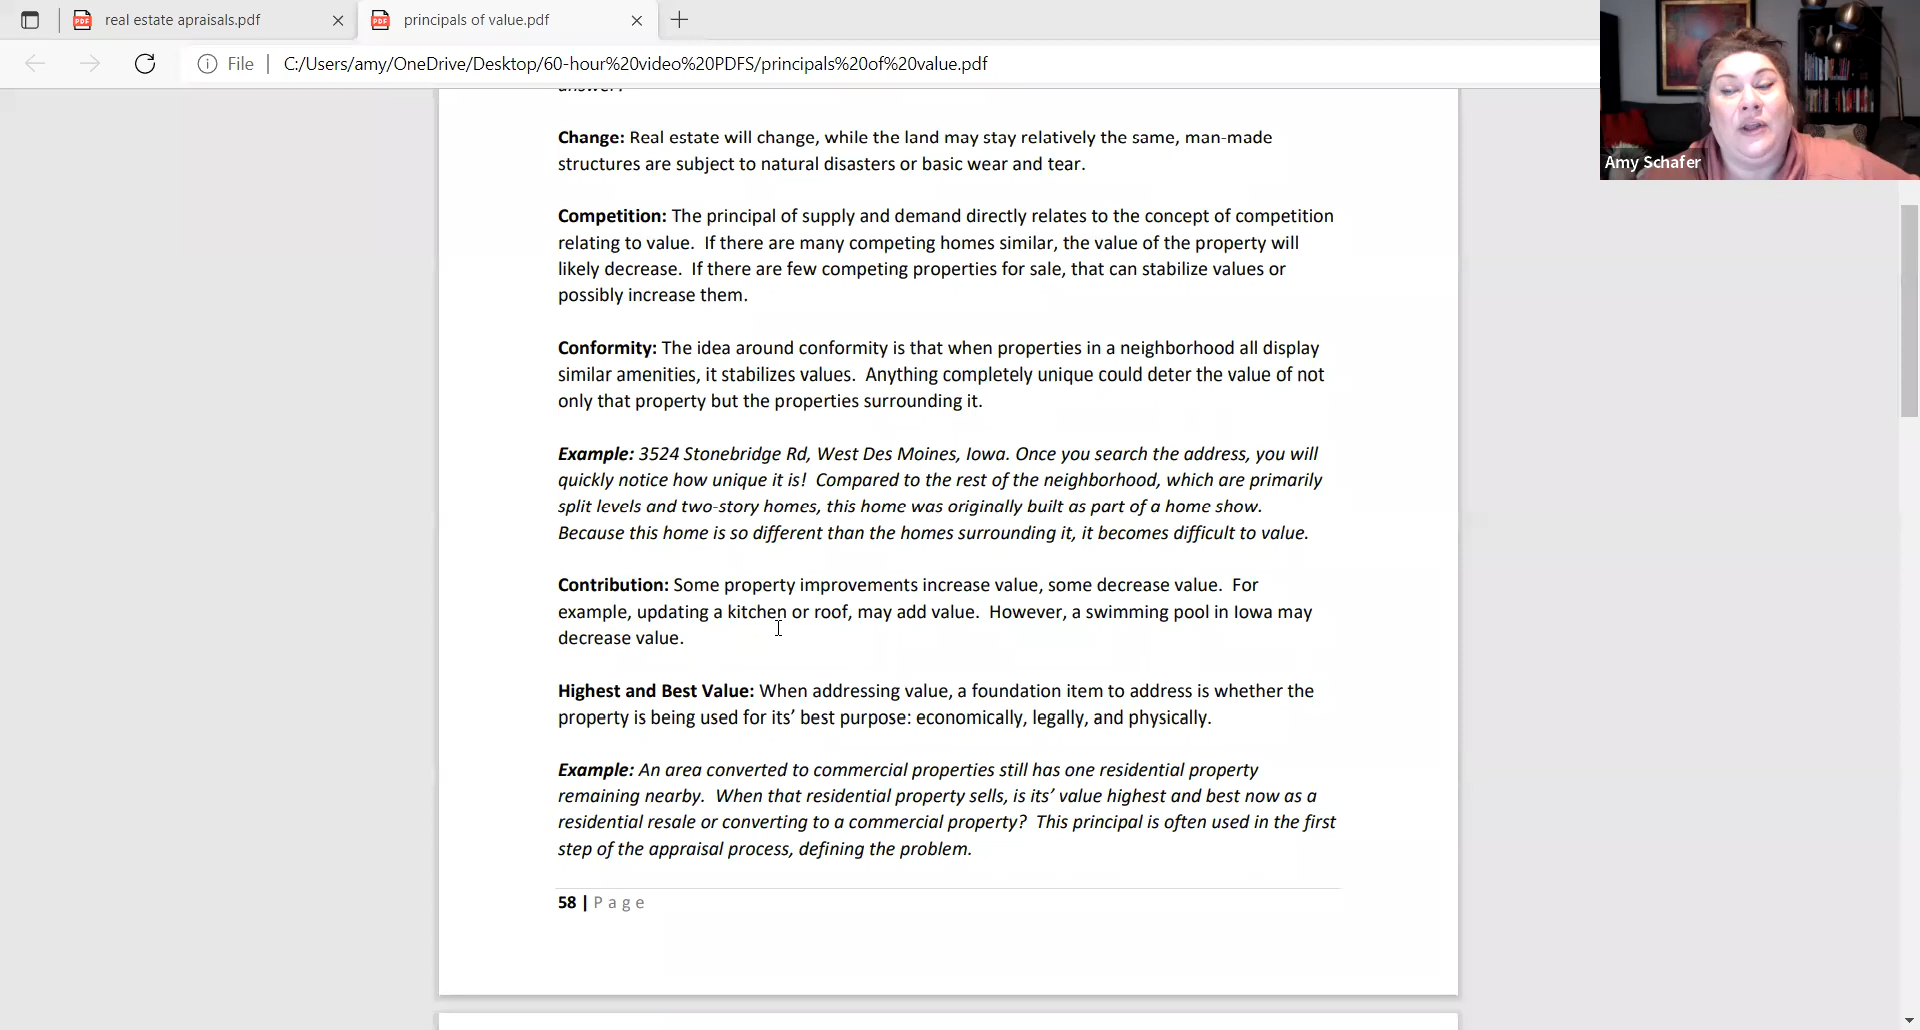 real estate apraisals.pdf
principals of value.pdf
File
C:/Users/amy/OneDrive/Desktop/60-hour%20video%20PDFS/principals%20of%20value.pdf
Amy Schafer
answer?
Change: Real estate will change, while the land may stay relatively the same, man-made
structures are subject to natural disasters or basic wear and tear.
Competition: The principal of supply and demand directly relates to the concept of competition
relating to value.  If there are many competing homes similar, the value of the property will
likely decrease.  If there are few competing properties for sale, that can stabilize values or
possibly increase them.
Conformity: The idea around conformity is that when properties in a neighborhood all display
similar amenities, it stabilizes values.  Anything completely unique could deter the value of not
only that property but the properties surrounding it.
Example: 3524 Stonebridge Rd, West Des Moines, Iowa. Once you search the address, you will
quickly notice how unique it is!  Compared to the rest of the neighborhood, which are primarily
split levels and two-story homes, this home was originally built as part of a home show.
Because this home is so different than the homes surrounding it, it becomes difficult to value.
Contribution: Some property improvements increase value, some decrease value.  For
example, updating a kitchen or roof, may add value.  However, a swimming pool in Iowa may
decrease value.
Highest and Best Value: When addressing value, a foundation item to address is whether the
property is being used for its’ best purpose: economically, legally, and physically.
Example: An area converted to commercial properties still has one residential property
remaining nearby.  When that residential property sells, is its’ value highest and best now as a
residential resale or converting to a commercial property?  This principal is often used in the first
step of the appraisal process, defining the problem.
58 | Page